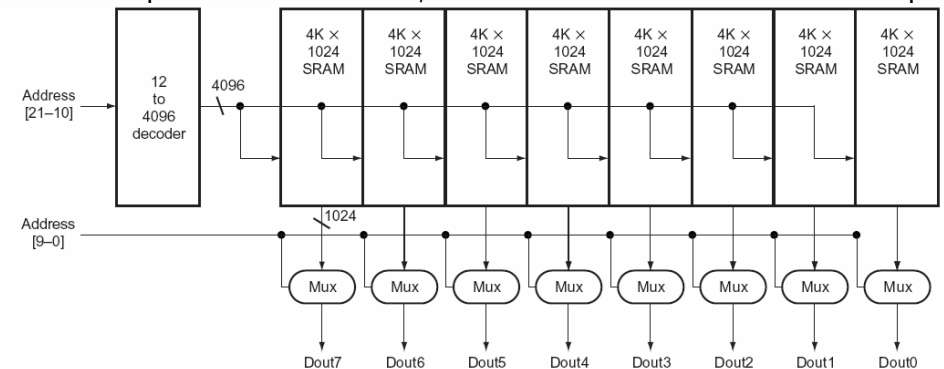 4K ×
1024
SRAM
4K ×
1024
SRAM
4K ×
1024
SRAM
4K ×
1024
SRAM
4K ×
1024
SRAM
4K ×
1024
SRAM
4K ×
1024
SRAM
4K ×
1024
SRAM
12
to
4096
decoder
4096
Address
[21–10]
1024
Address
[9–0]
Mux Mux Mux Mux Mux Mux Mux Mux
Dout7 Dout6 Dout5 Dout4 Dout3 Dout2 Dout1 Dout0